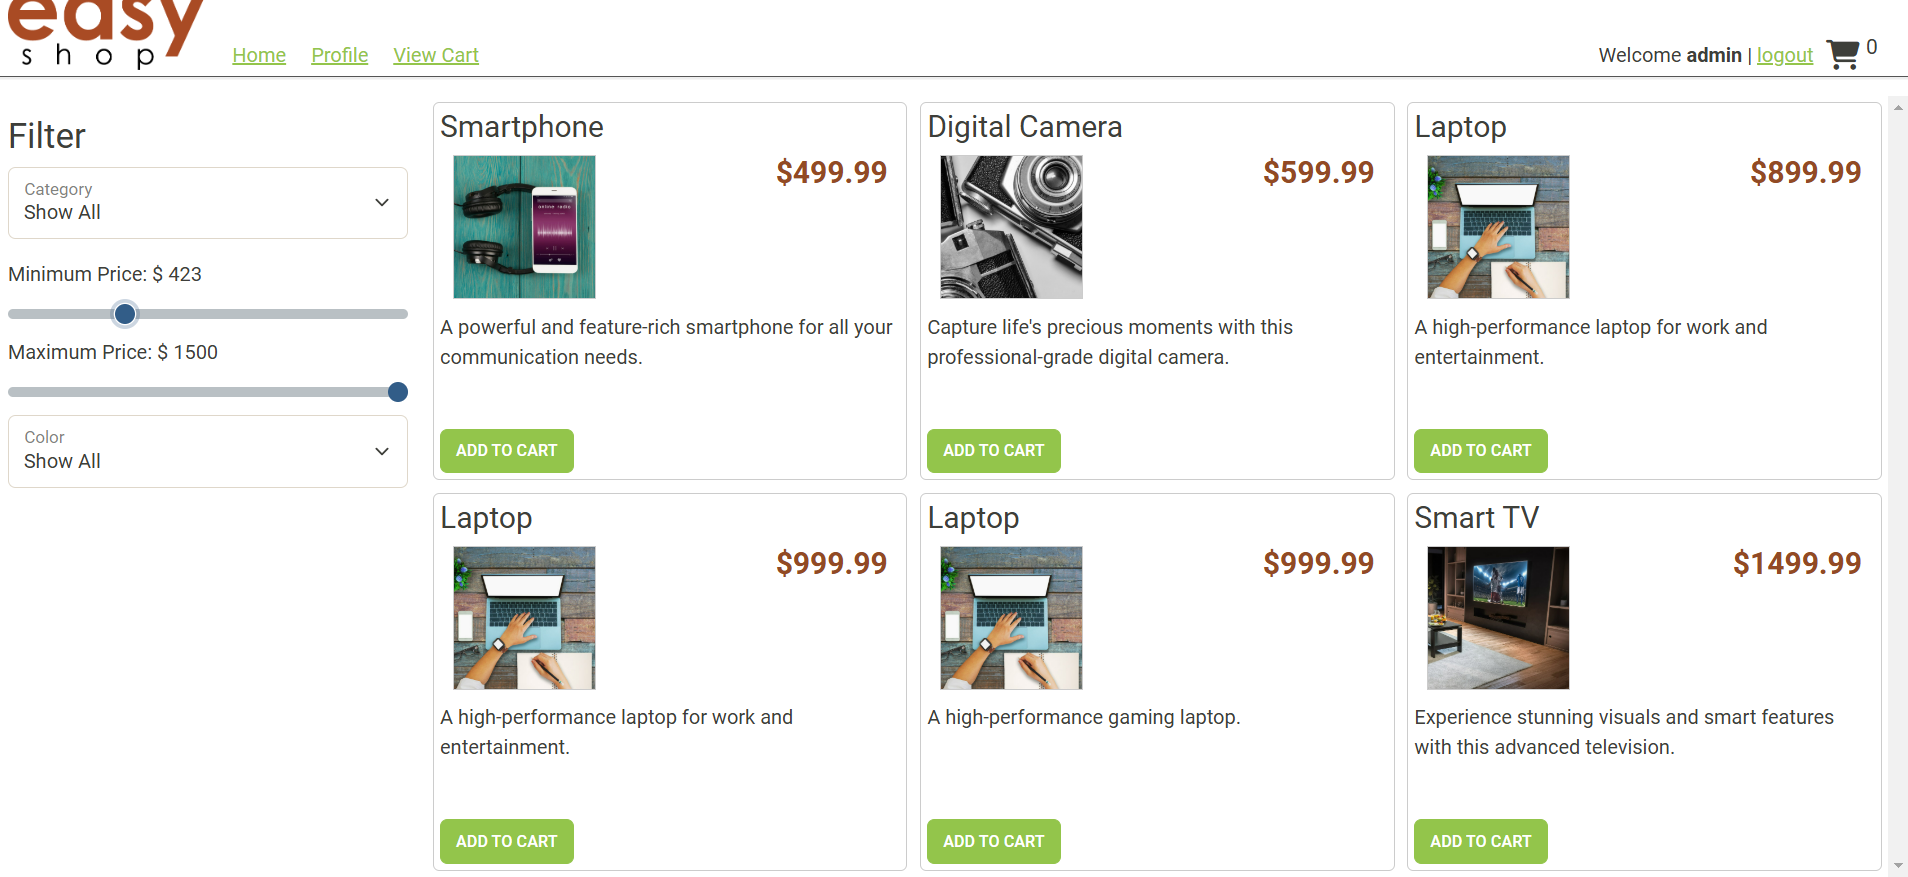 easy
shop
Home Profile View Cart
Welcome admin | logout 0
Filter
Category
Show All
Minimum Price: $ 423
Maximum Price: $ 1500
Color
Show All
Smartphone
$499.99
online radio
A powerful and feature-rich smartphone for all your
communication needs.
ADD TO CART
Digital Camera
$599.99
Capture life's precious moments with this
professional-grade digital camera.
ADD TO CART
Laptop
$899.99
A high-performance laptop for work and
entertainment.
ADD TO CART
Laptop
$999.99
A high-performance laptop for work and
entertainment.
ADD TO CART
Laptop
$999.99
A high-performance gaming laptop.
ADD TO CART
Smart TV
$1499.99
Experience stunning visuals and smart features
with this advanced television.
ADD TO CART